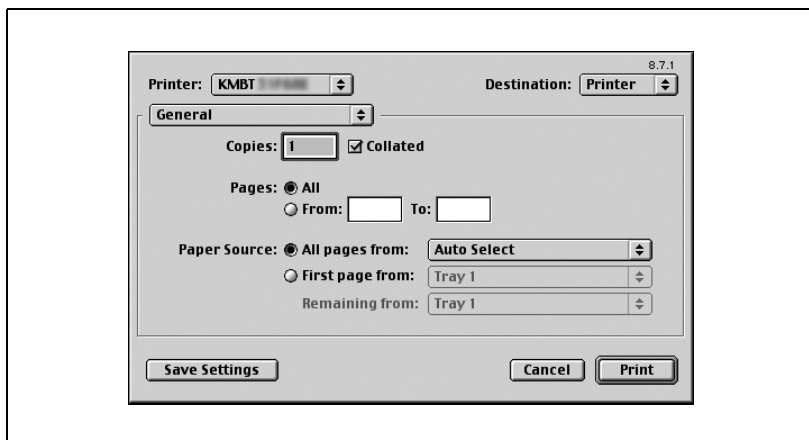 8.7.1
Printer: KMBT Destination: Printer
General
Copies: 1 Collated
Pages: All
From: To:
Paper Source: All pages from: Auto Select
First page from: Tray 1
Remaining from: Tray 1
Save Settings Cancel Print